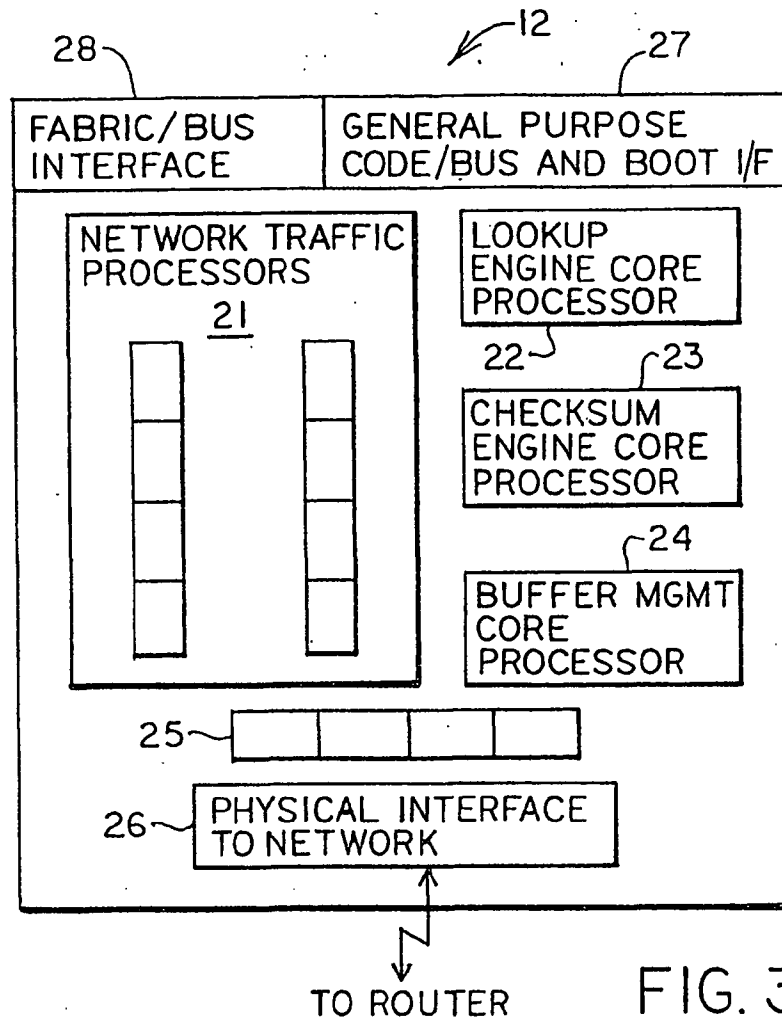 12
28
27
FABRIC/BUS
INTERFACE
GENERAL PURPOSE
CODE/BUS AND BOOT I/F
NETWORK TRAFFIC
PROCESSORS
21
LOOKUP
ENGINE CORE
PROCESSOR
22
23
CHECKSUM
ENGINE CORE
PROCESSOR
24
BUFFER MGMT
CORE
PROCESSOR
25
26
PHYSICAL INTERFACE
TO NETWORK
TO ROUTER
FIG. 3